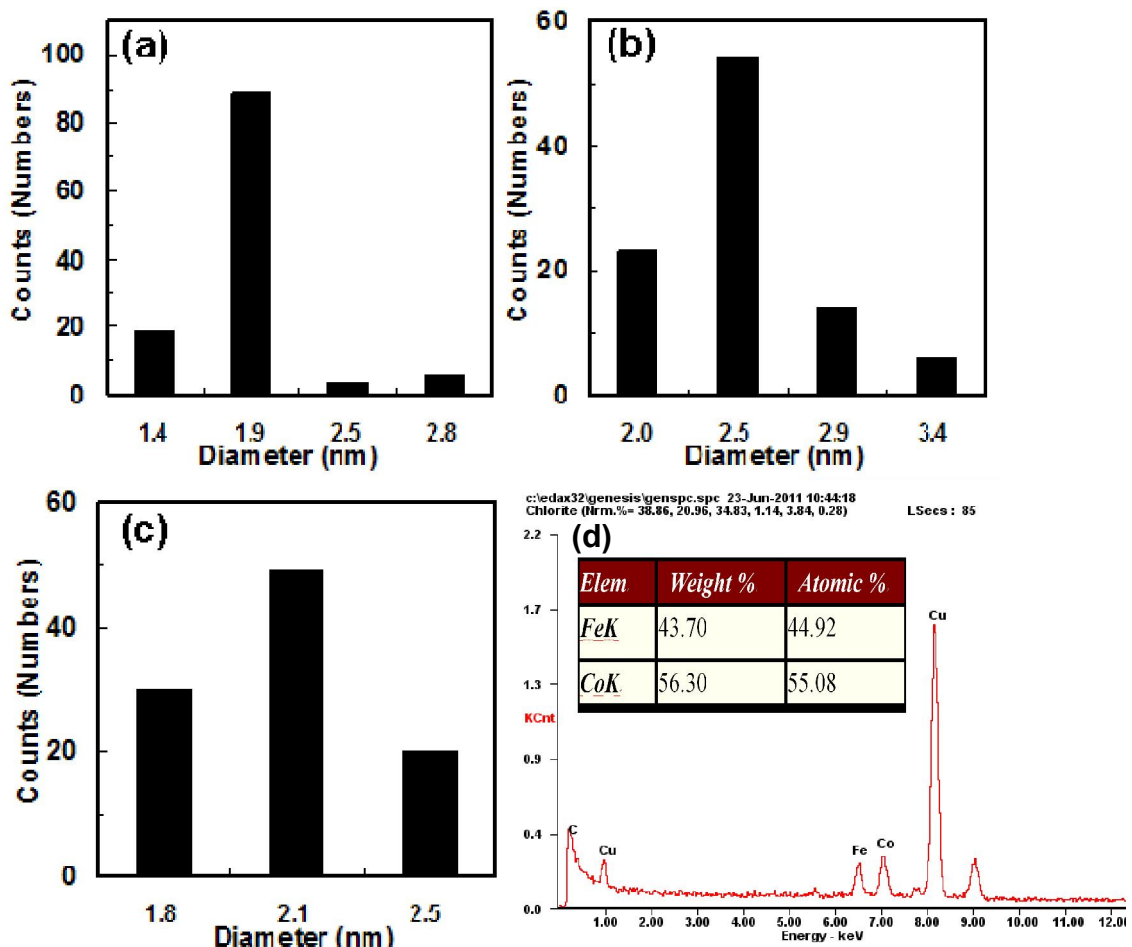 (a)
Counts (Numbers)
100
80
60
40
20
0
1.4 1.9 2.5 2.8
Diameter (nm)
(b)
Counts (Numbers)
60
40
20
0
2.0 2.5 2.9 3.4
Diameter (nm)
(c)
Counts (Numbers)
60
40
20
0
1.8 2.1 2.5
Diameter (nm)
c:\edax32\genesis\genspc.spc 23-Jun-2011 10:44:18
Chlorite (Nrm.%= 38.86, 20.96, 34.83, 1.14, 3.84, 0.28) LSecs : 85
(d)
Elem Weight % Atomic %
FeK 43.70 44.92
CoK 56.30 55.08
2.2
1.7
1.3
KCnt
0.9
0.4
0.0
C
Cu
Fe
Co
Cu
1.00 2.00 3.00 4.00 5.00 6.00 7.00 8.00 9.00 10.00 11.00 12.00
Energy - keV